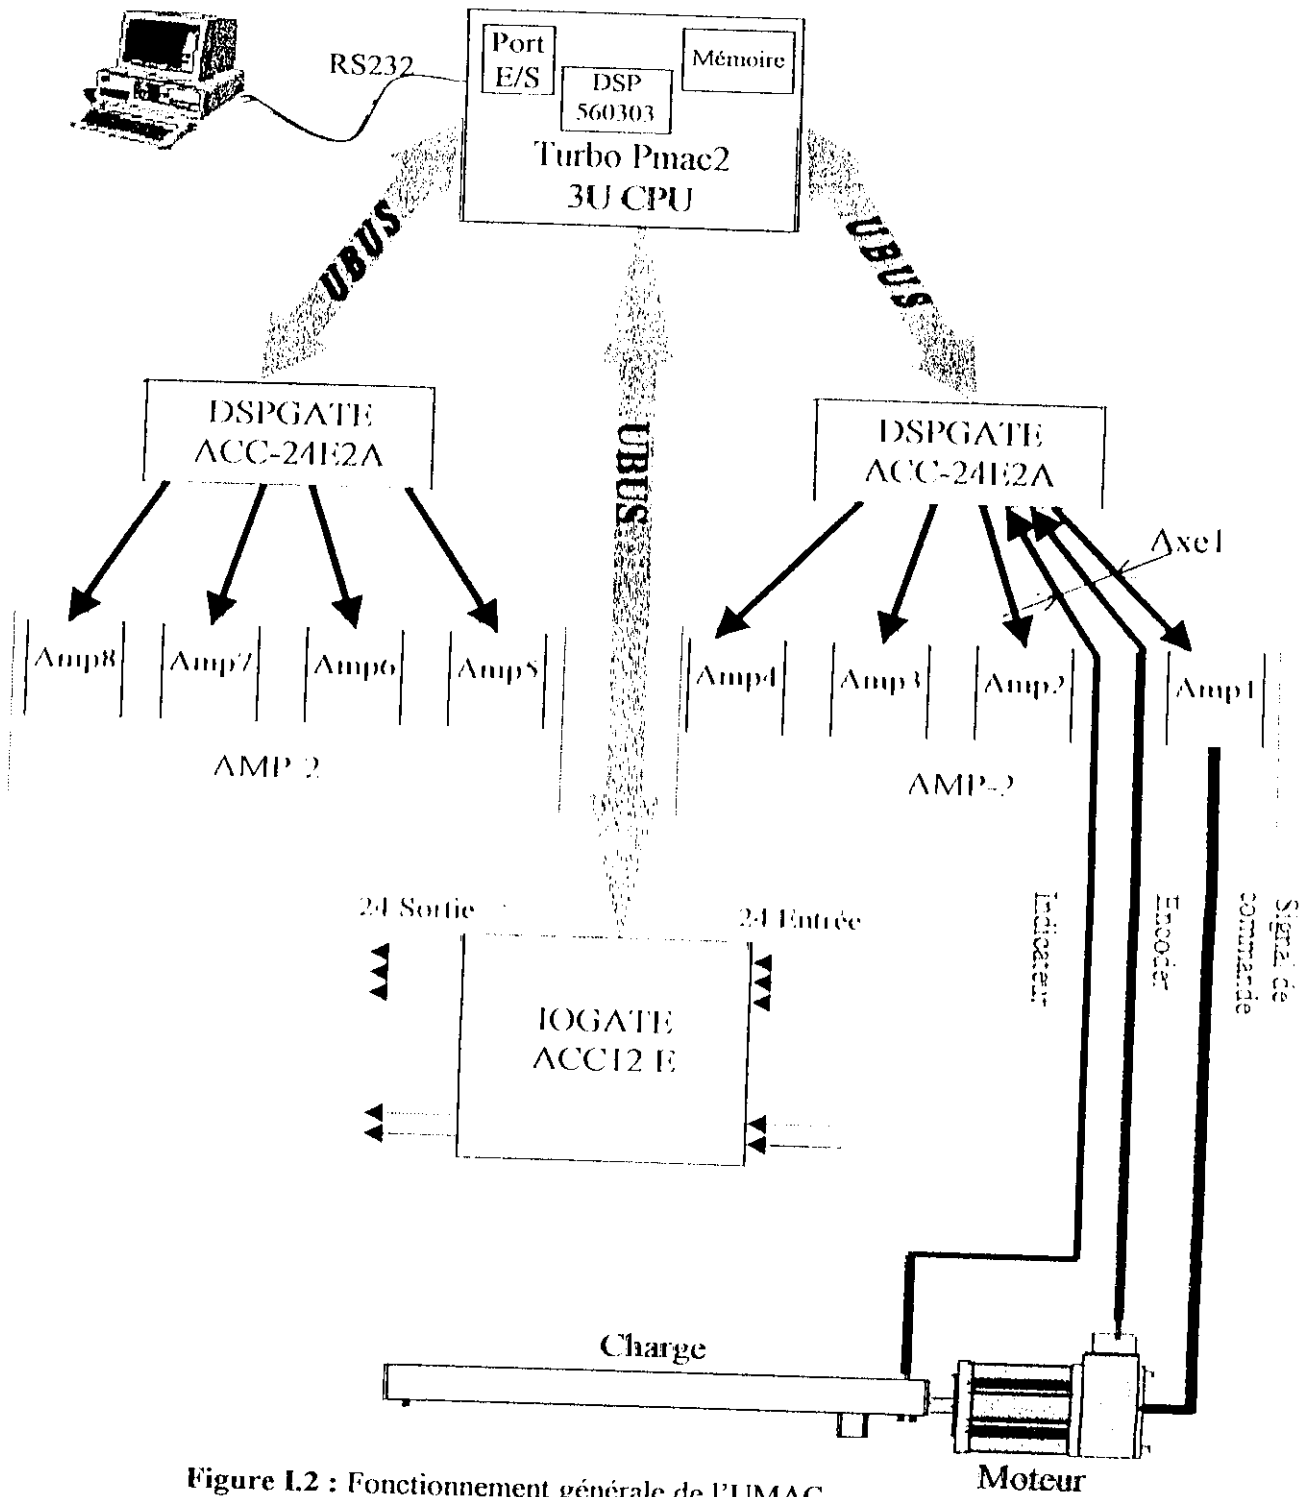 RS232
Port
E/S
DSP
560303
Mémoire
Turbo Pmac2
3U CPU
UBUS
UBUS
UBUS
DSPGATE
ACC-24E2A
DSPGATE
ACC-24E2A
Axe1
Amp8
Amp7
Amp6
Amp5
Amp4
Amp3
Amp2
Amp1
AMP-2
AMP-2
24 Sortie
24 Entrée
IOGATE
ACC12 E
Indicateur
Encoder
Signal de
commande
Charge
Moteur
Figure I.2 : Fonctionnement générale de l'UMAC